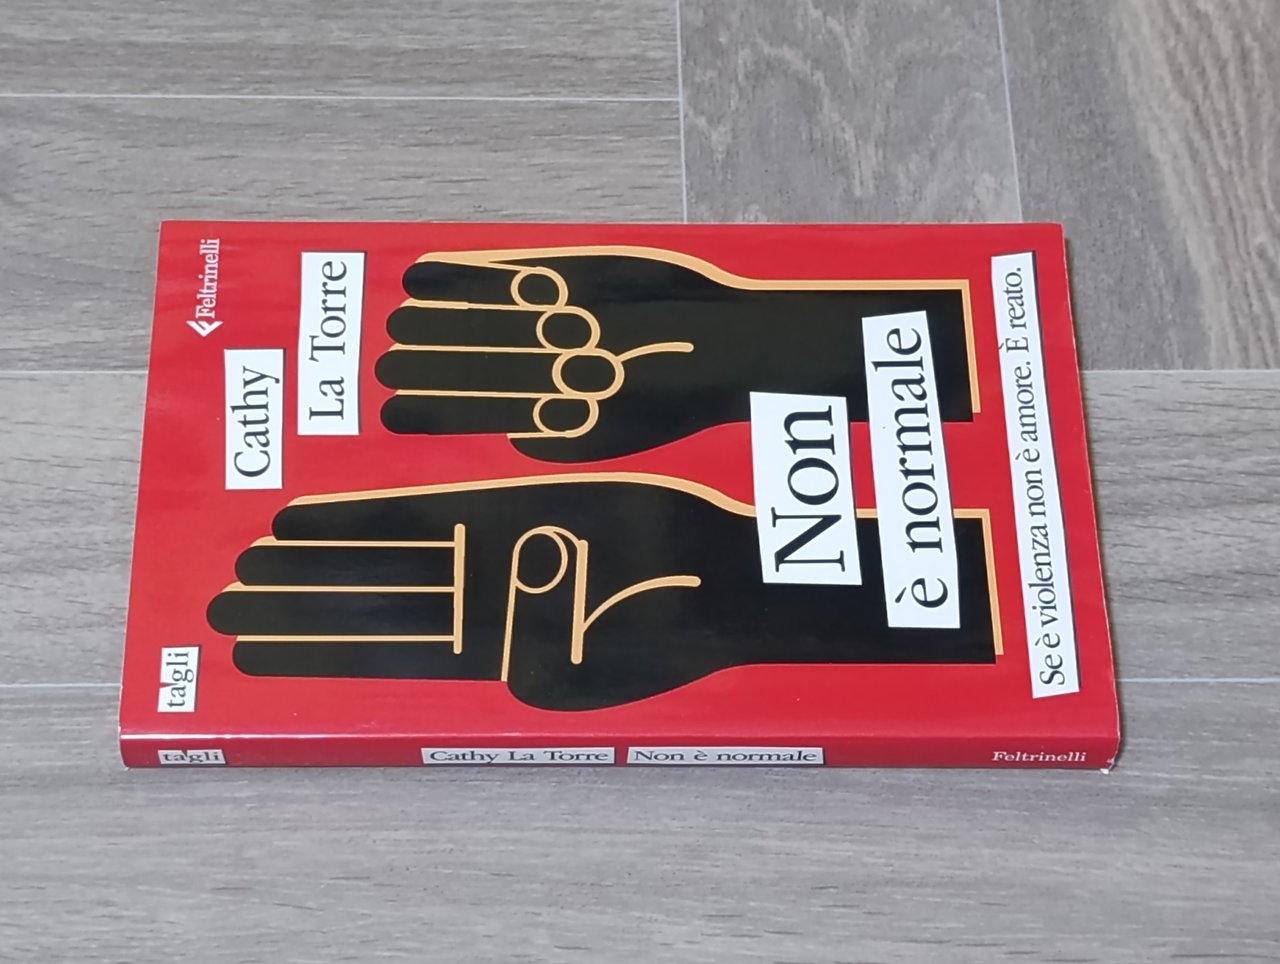 tagli
Feltrinelli
Cathy
La Torre
Non
è normale
Se è violenza non è amore. È reato.
tagli
Cathy La Torre
Non è normale
Feltrinelli